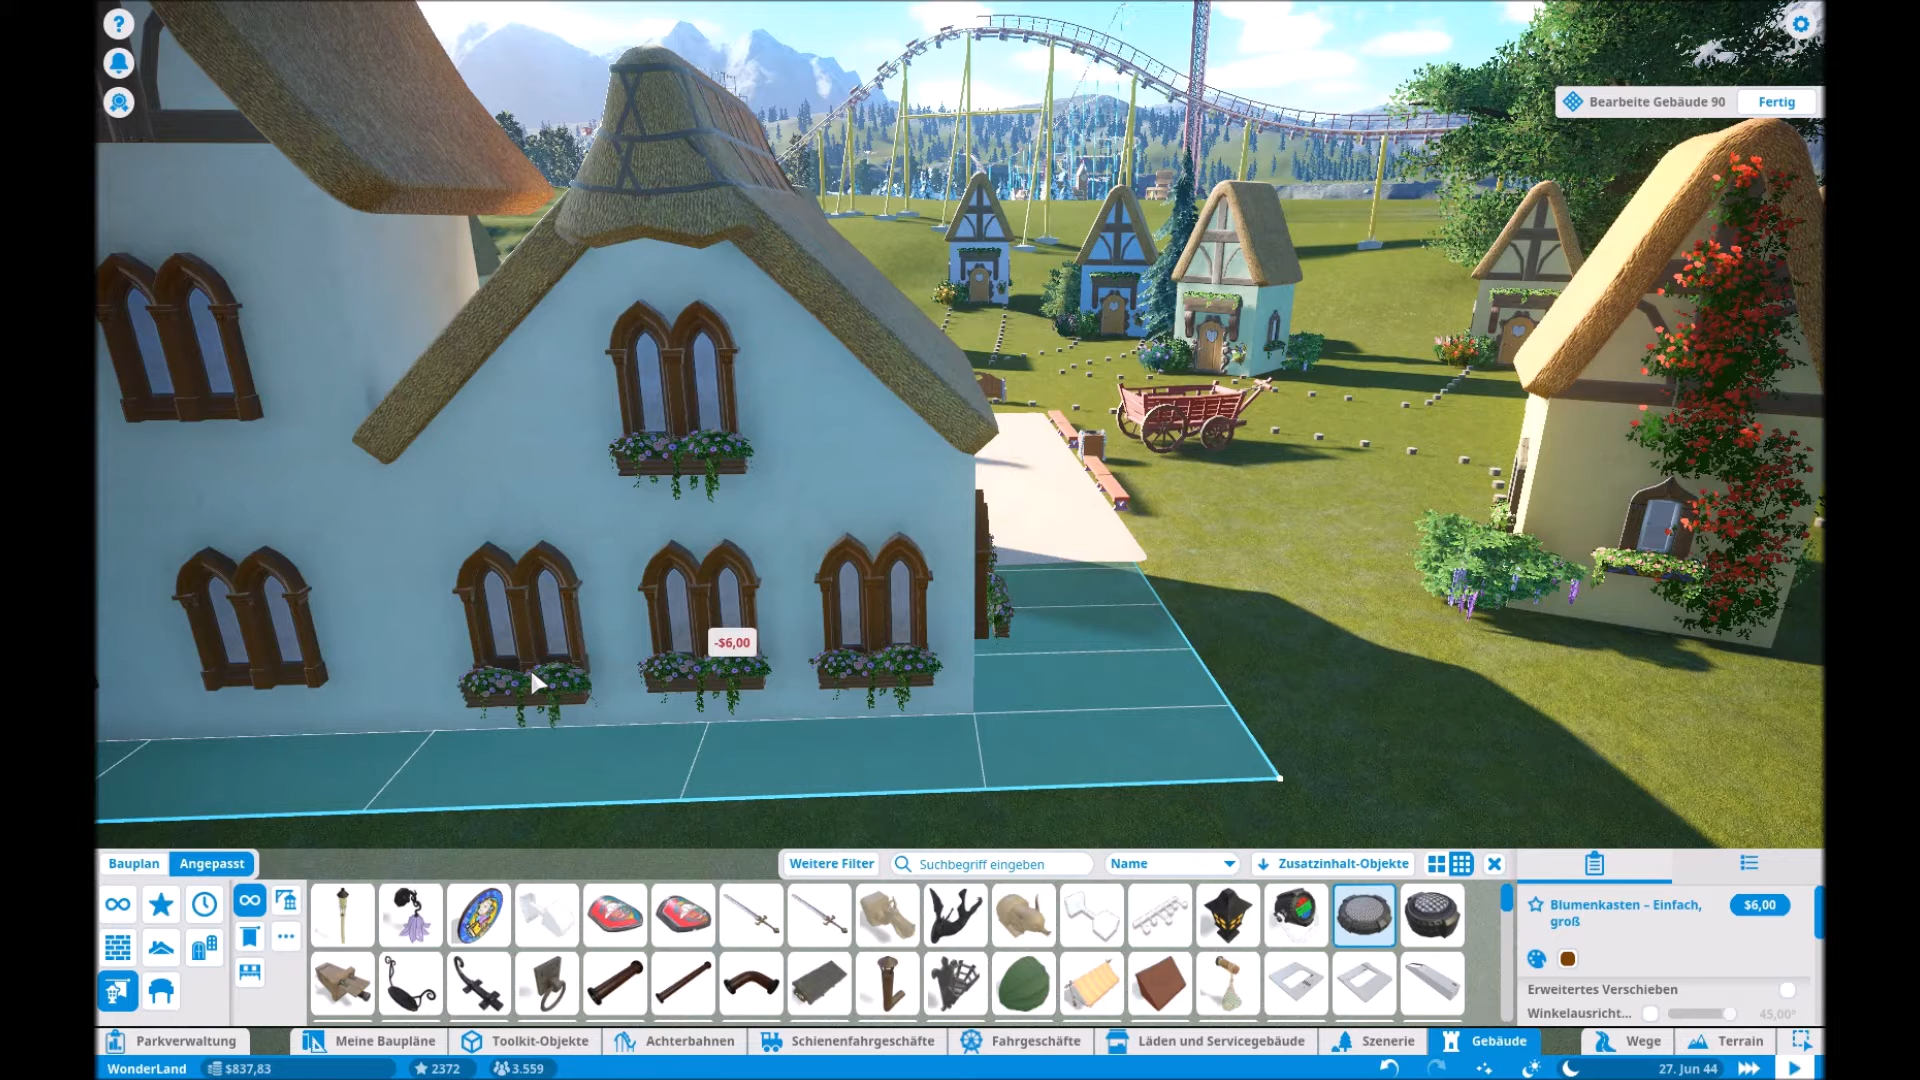 ?
Bearbeite Gebäude 90
Fertig
-$6,00
Bauplan
Angepasst
Weitere Filter
Suchbegriff eingeben
Name
Zusatzinhalt-Objekte
Blumenkasten – Einfach,
groß
$6,00
Erweitertes Verschieben
Winkelausricht...
45,00°
Parkverwaltung
Meine Baupläne
Toolkit-Objekte
Achterbahnen
Schienenfahrgeschäfte
Fahrgeschäfte
Läden und Servicegebäude
Szenerie
Gebäude
Wege
Terrain
WonderLand
$837,83
2372
3.559
27. Jun 44